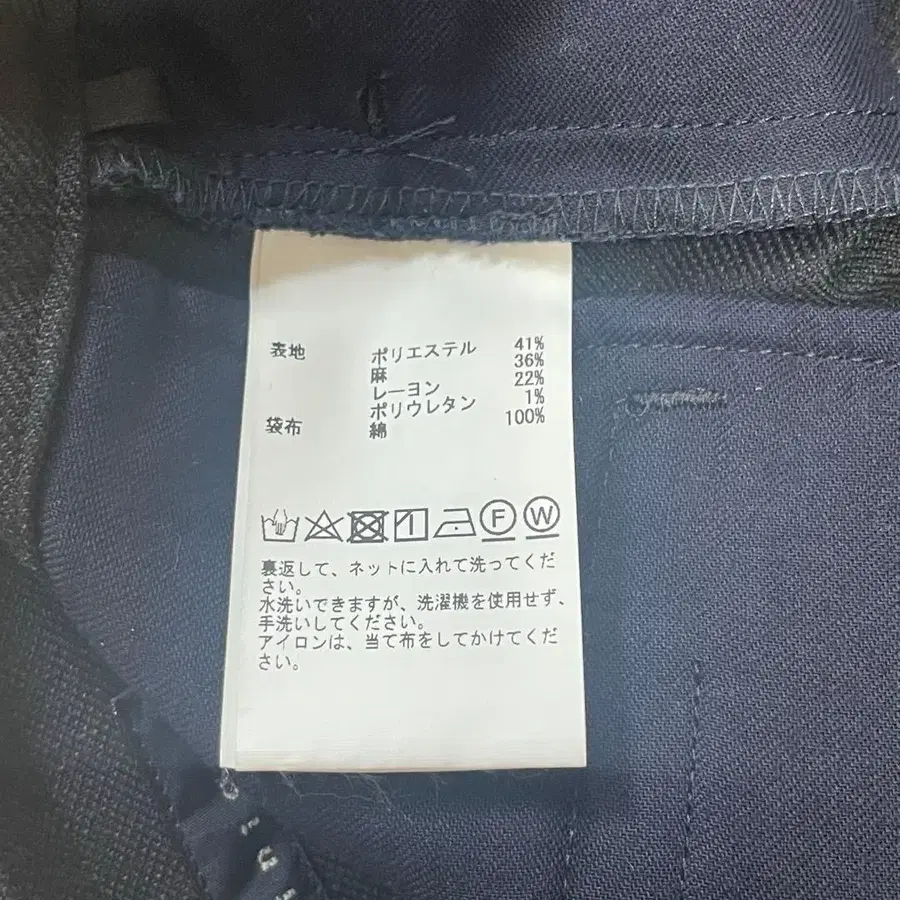 表地 ポリエステル 41%
麻 36%
レーヨン 22%
ポリウレタン 1%
袋布 綿 100%
F W
裏返して、ネットに入れて洗ってくだ
さい。
水洗いできますが、洗濯機を使用せず、
手洗いしてください。
アイロンは、当て布をしてかけてくだ
さい。